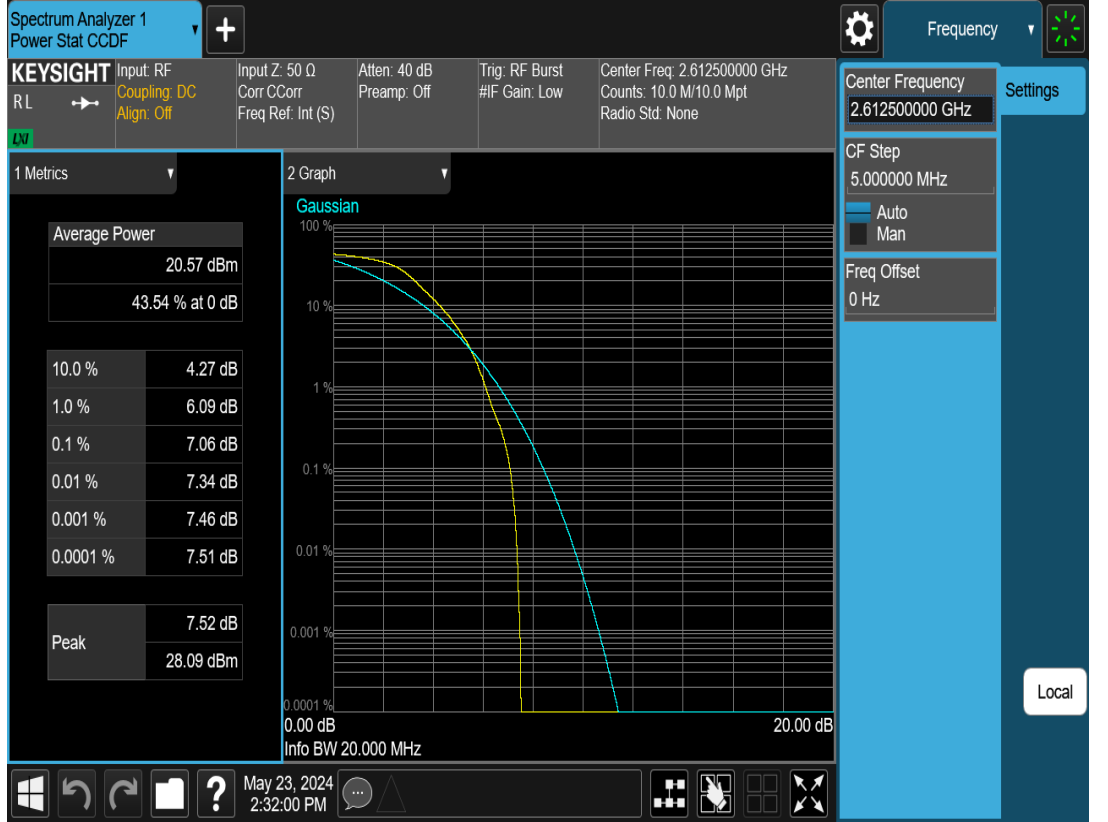 Spectrum Analyzer 1
Power Stat CCDF
+
Frequency
KEYSIGHT
R L
LXI
Input: RF
Coupling: DC
Align: Off
Input Z: 50 Ω
Corr CCorr
Freq Ref: Int (S)
Atten: 40 dB
Preamp: Off
Trig: RF Burst
#IF Gain: Low
Center Freq: 2.612500000 GHz
Counts: 10.0 M/10.0 Mpt
Radio Std: None
Center Frequency
2.612500000 GHz
Settings
CF Step
5.000000 MHz
Auto
Man
Freq Offset
0 Hz
1 Metrics
Average Power
20.57 dBm
43.54 % at 0 dB
10.0 % 4.27 dB
1.0 % 6.09 dB
0.1 % 7.06 dB
0.01 % 7.34 dB
0.001 % 7.46 dB
0.0001 % 7.51 dB
Peak
7.52 dB
28.09 dBm
2 Graph
Gaussian
100 %
10 %
1 %
0.1 %
0.01 %
0.001 %
0.0001 %
0.00 dB 20.00 dB
Info BW 20.000 MHz
Local
?
May 23, 2024
2:32:00 PM